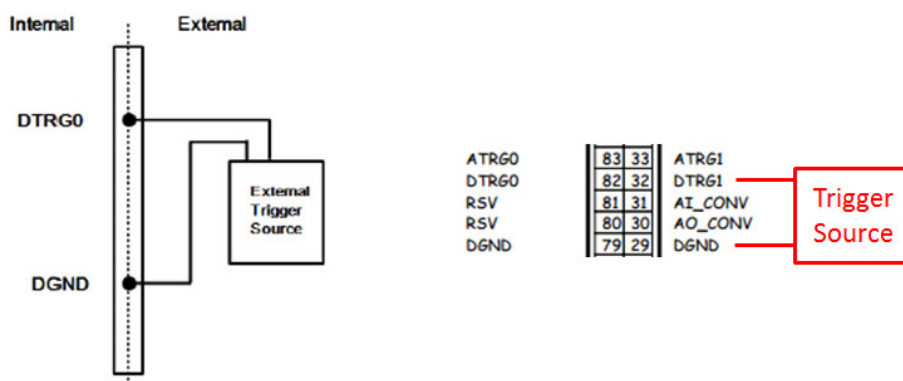 Internal External
DTRG0
External
Trigger
Source
DGND
ATRG0 83 33 ATRG1
DTRG0 82 32 DTRG1
RSV 81 31 AI_CONV
RSV 80 30 AO_CONV
DGND 79 29 DGND
Trigger
Source